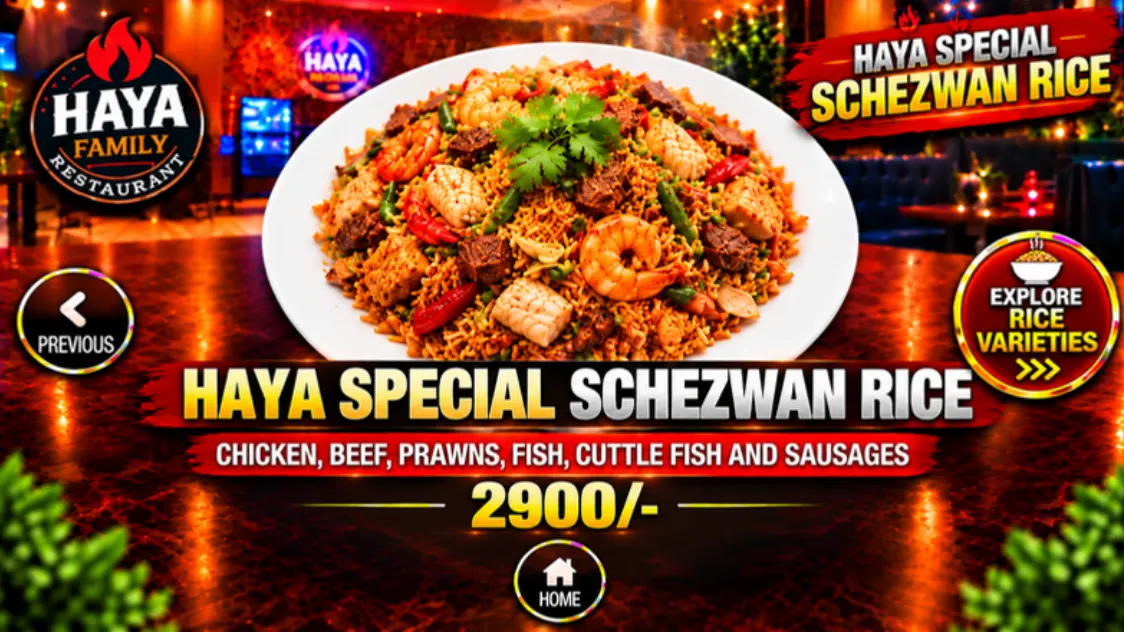 HAYA
FAMILY
RESTAURANT
HAYA
HAYA SPECIAL
SCHEZWAN RICE
PREVIOUS
EXPLORE
RICE
VARIETIES
HAYA SPECIAL SCHEZWAN RICE
CHICKEN, BEEF, PRAWNS, FISH, CUTTLE FISH AND SAUSAGES
2900/-
HOME